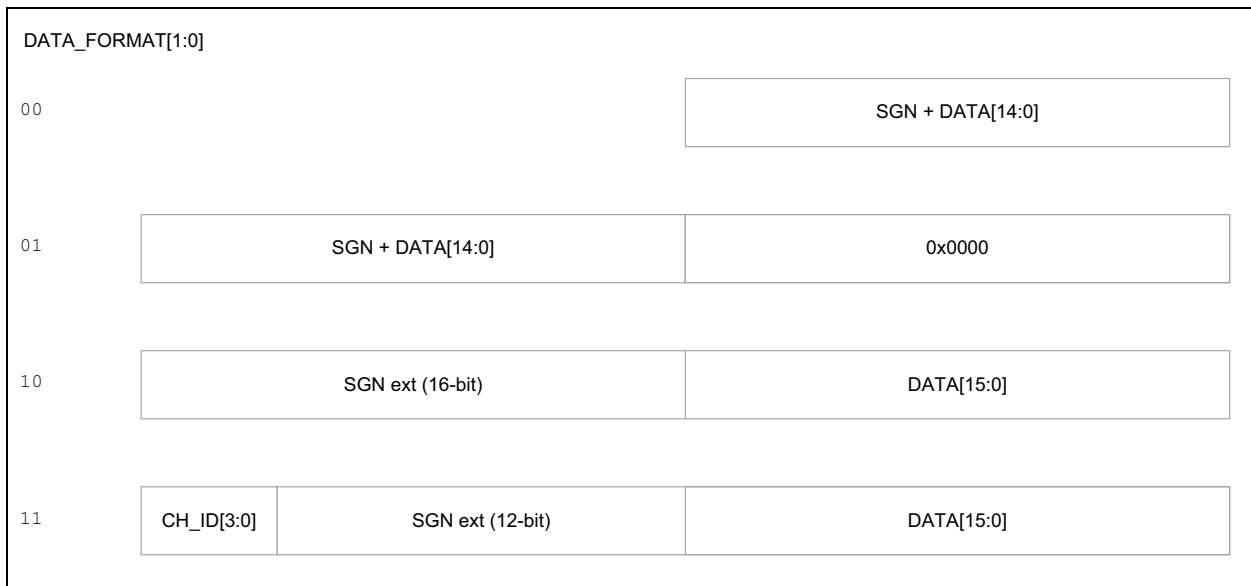 DATA_FORMAT[1:0]
00 SGN + DATA[14:0]
01 SGN + DATA[14:0] 0x0000
10 SGN ext (16-bit) DATA[15:0]
11 CH_ID[3:0] SGN ext (12-bit) DATA[15:0]